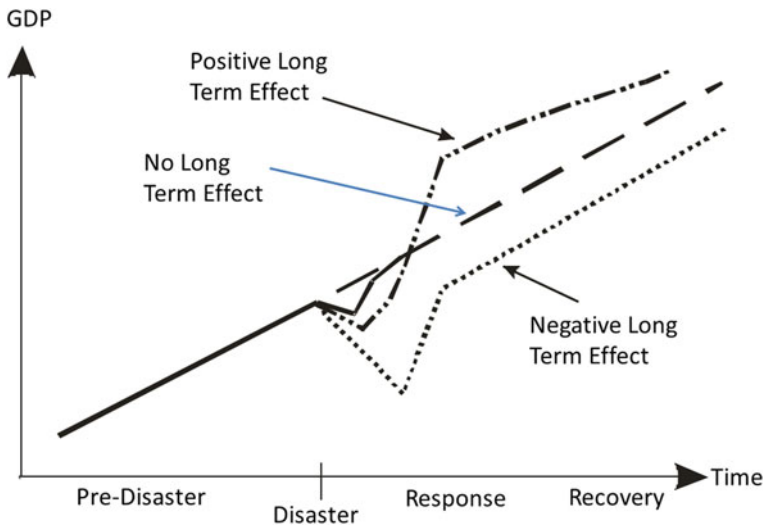 GDP
Positive Long
Term Effect
No Long
Term Effect
Negative Long
Term Effect
Time
Pre-Disaster
Disaster
Response
Recovery